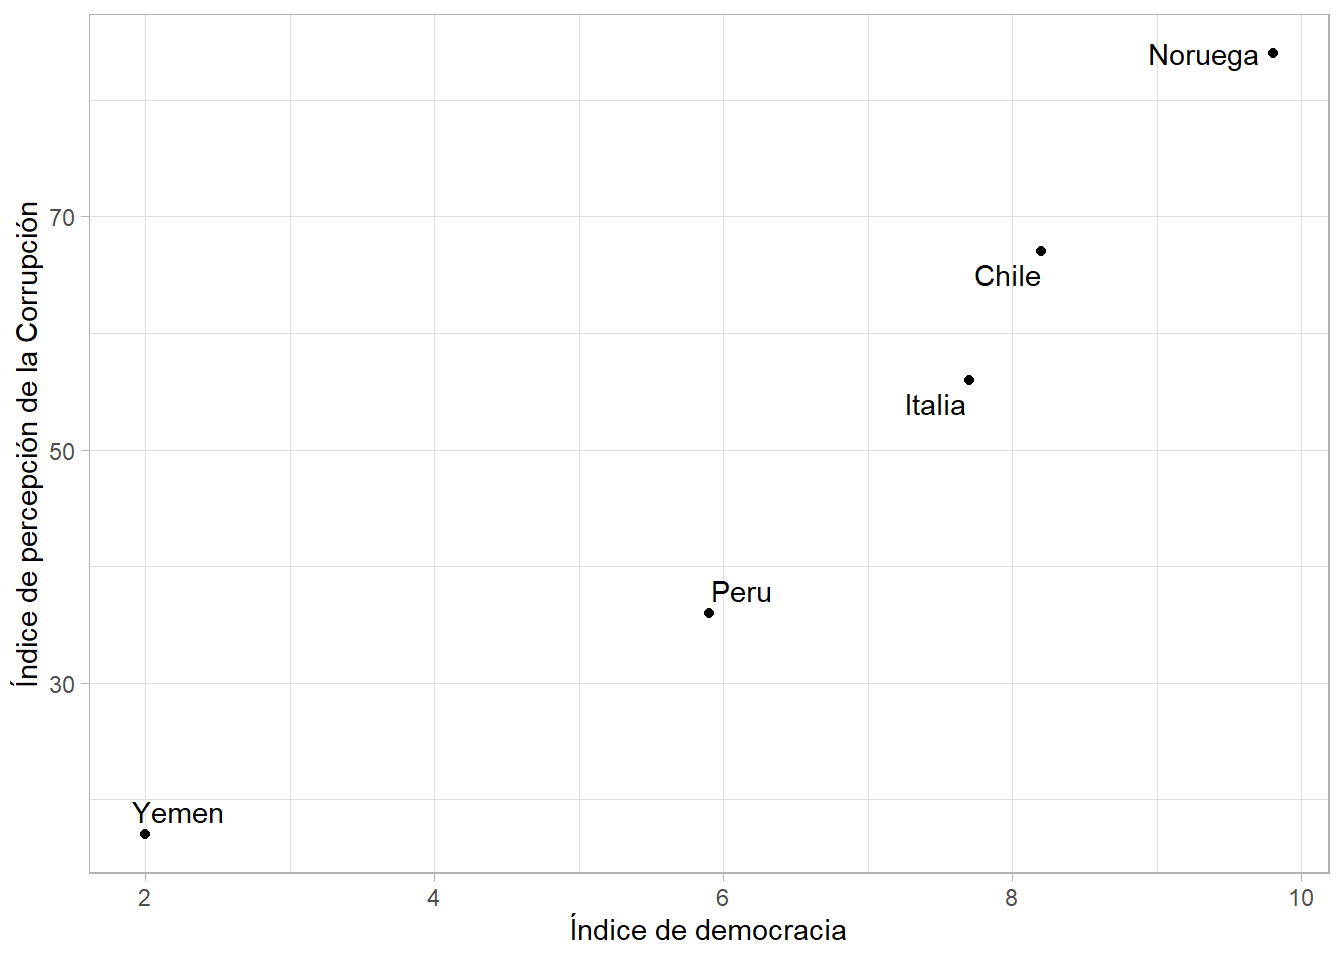 Noruega
70
Chile
Índice de percepción de la Corrupción
50
Italia
Peru
30
Yemen
2 4 6 8 10
Índice de democracia